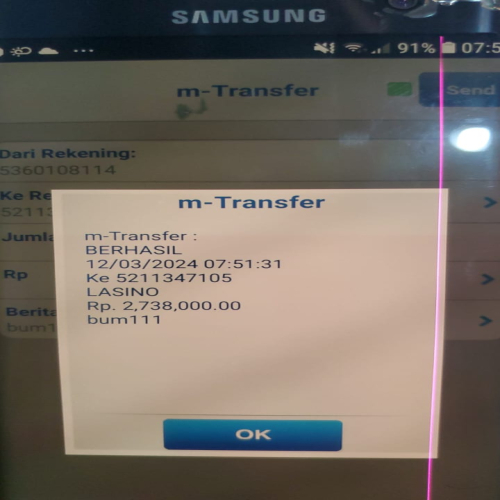 SAMSUNG
91% 07:5
m-Transfer
Send
Dari Rekening:
5360108114
Ke Re
5211
Jumla
Rp
Berita
bum1
m-Transfer
m-Transfer :
BERHASIL
12/03/2024 07:51:31
Ke 5211347105
LASINO
Rp. 2,738,000.00
bum111
OK